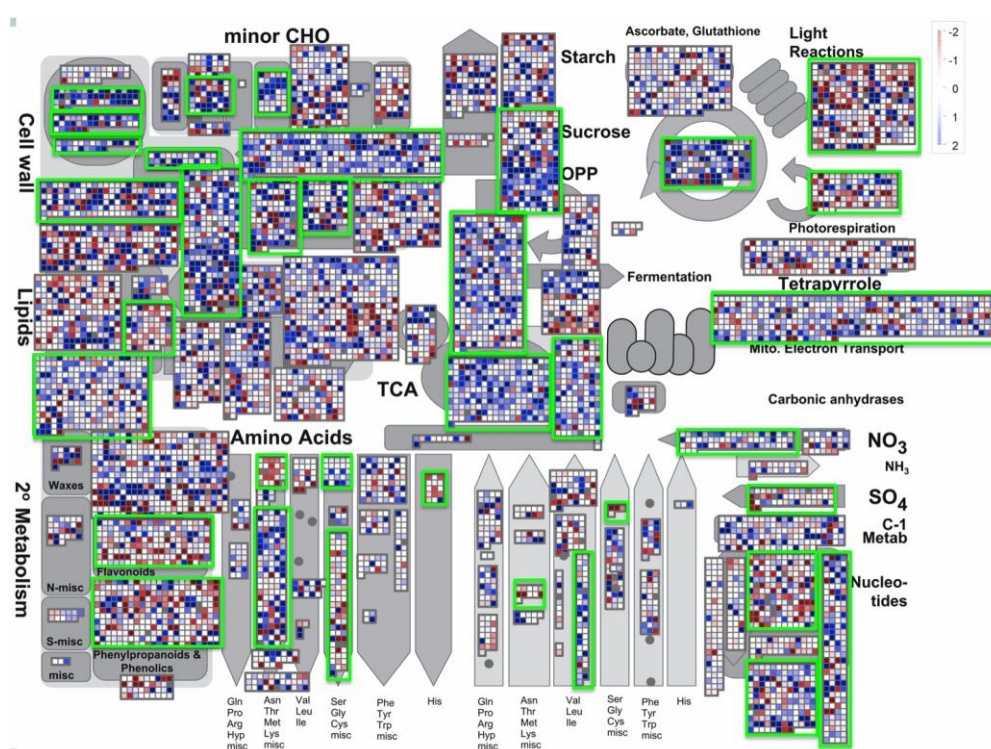 minor CHO
Starch
Ascorbate, Glutathione
Light
Reactions
-2
-1
0
1
2
Cell wall
Sucrose
OPP
Photorespiration
Lipids
Fermentation
Tetrapyrrole
Mito. Electron Transport
TCA
Carbonic anhydrases
Amino Acids
NO3
NH3
2º Metabolism
Waxes
SO4
C-1
Metab
Flavonoids
N-misc
Nucleo-
tides
S-misc
Phenylpropanoids &
Phenolics
misc
Gln
Pro
Arg
Hyp
misc
Asn
Thr
Met
Lys
misc
Val
Leu
Ile
Ser
Gly
Cys
misc
Phe
Tyr
Trp
misc
His
Gln
Pro
Arg
Hyp
misc
Asn
Thr
Met
Lys
misc
Val
Leu
Ile
Ser
Gly
Cys
misc
Phe
Tyr
Trp
misc
His